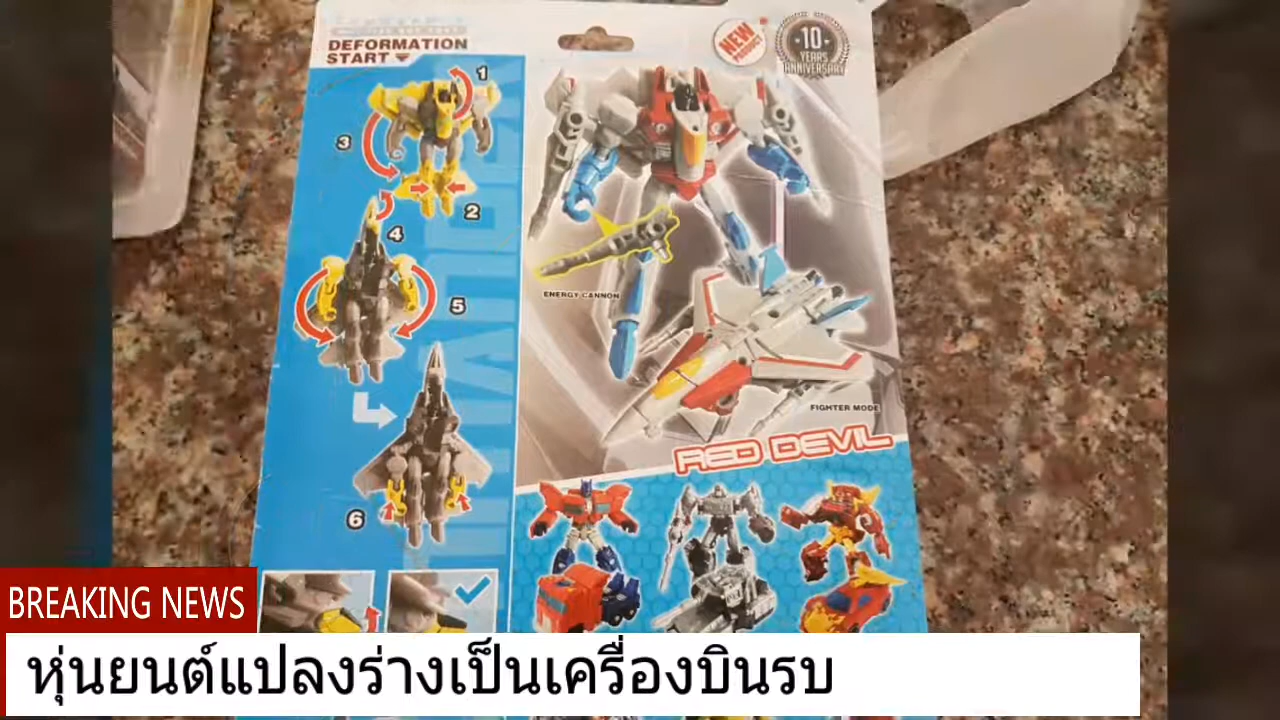 DEFORMATION
START
NEW
PRODUCT
10
YEARS
ANNIVERSARY
1
3
2
4
5
6
ENERGY CANNON
FIGHTER MODE
RED DEVIL
BREAKING NEWS
หุ่นยนต์แปลงร่างเป็นเครื่องบินรบ